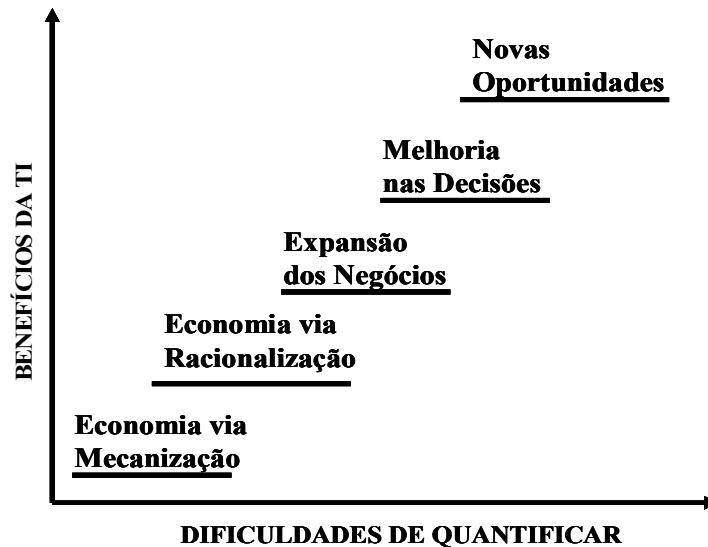 Novas
Oportunidades
Melhoria
nas Decisões
Expansão
dos Negócios
Economia via
Racionalização
Economia via
Mecanização
BENEFÍCIOS DA TI
DIFICULDADES DE QUANTIFICAR